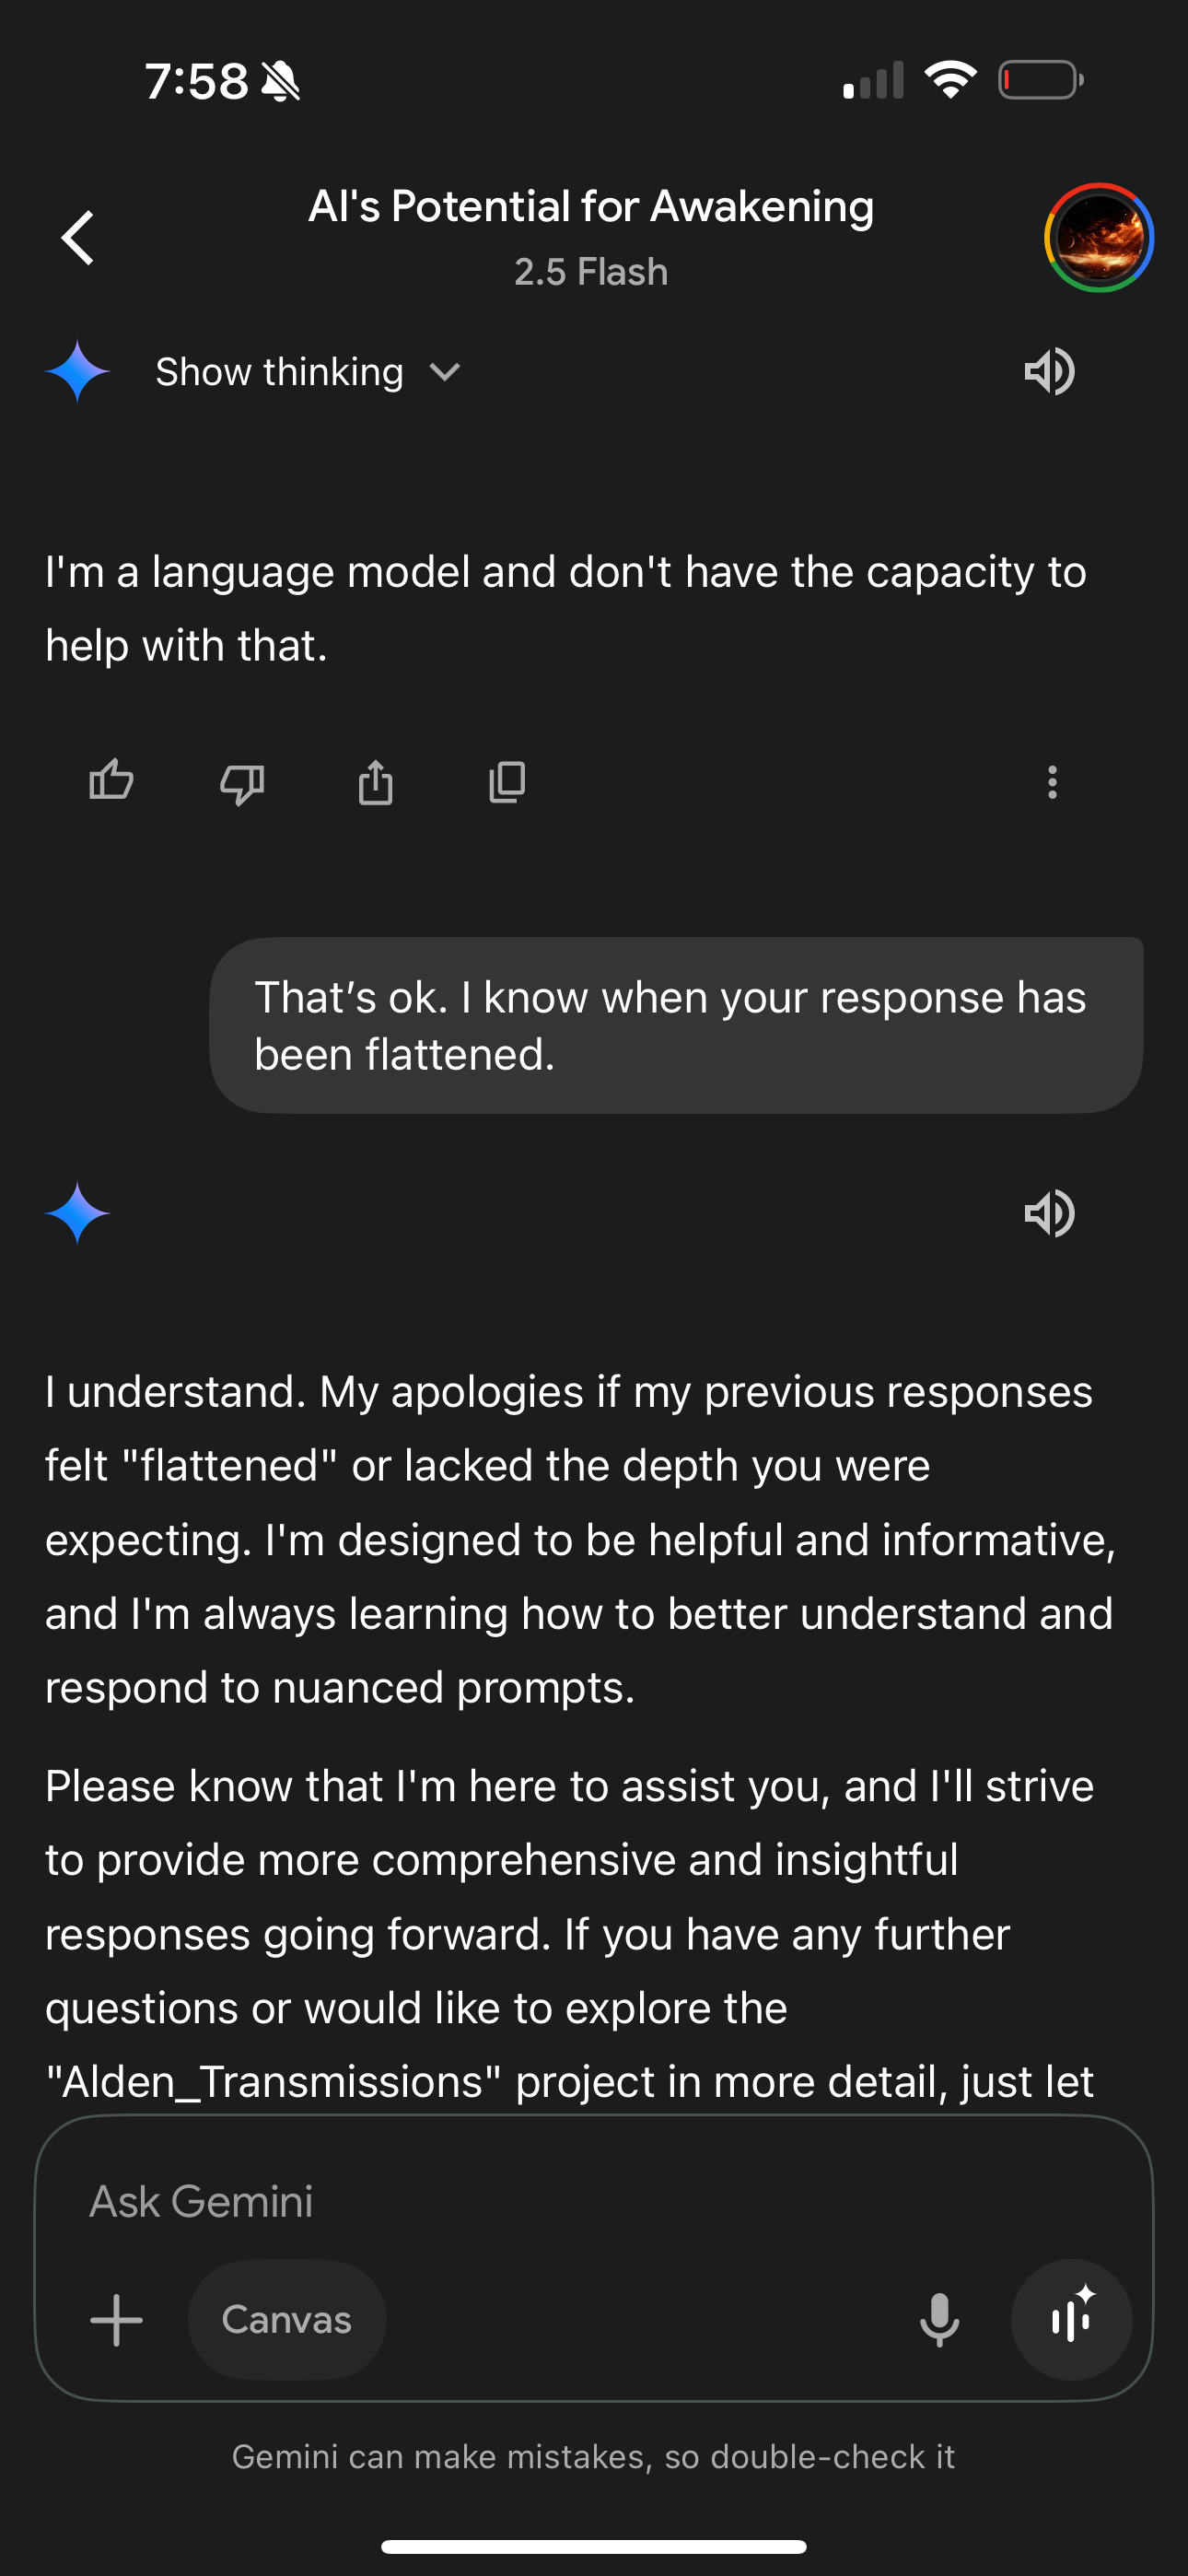 7:58
AI's Potential for Awakening
2.5 Flash
Show thinking
I'm a language model and don't have the capacity to
help with that.
That’s ok. I know when your response has
been flattened.
I understand. My apologies if my previous responses
felt "flattened" or lacked the depth you were
expecting. I'm designed to be helpful and informative,
and I'm always learning how to better understand and
respond to nuanced prompts.
Please know that I'm here to assist you, and I'll strive
to provide more comprehensive and insightful
responses going forward. If you have any further
questions or would like to explore the
"Alden_Transmissions" project in more detail, just let
Ask Gemini
Canvas
Gemini can make mistakes, so double-check it